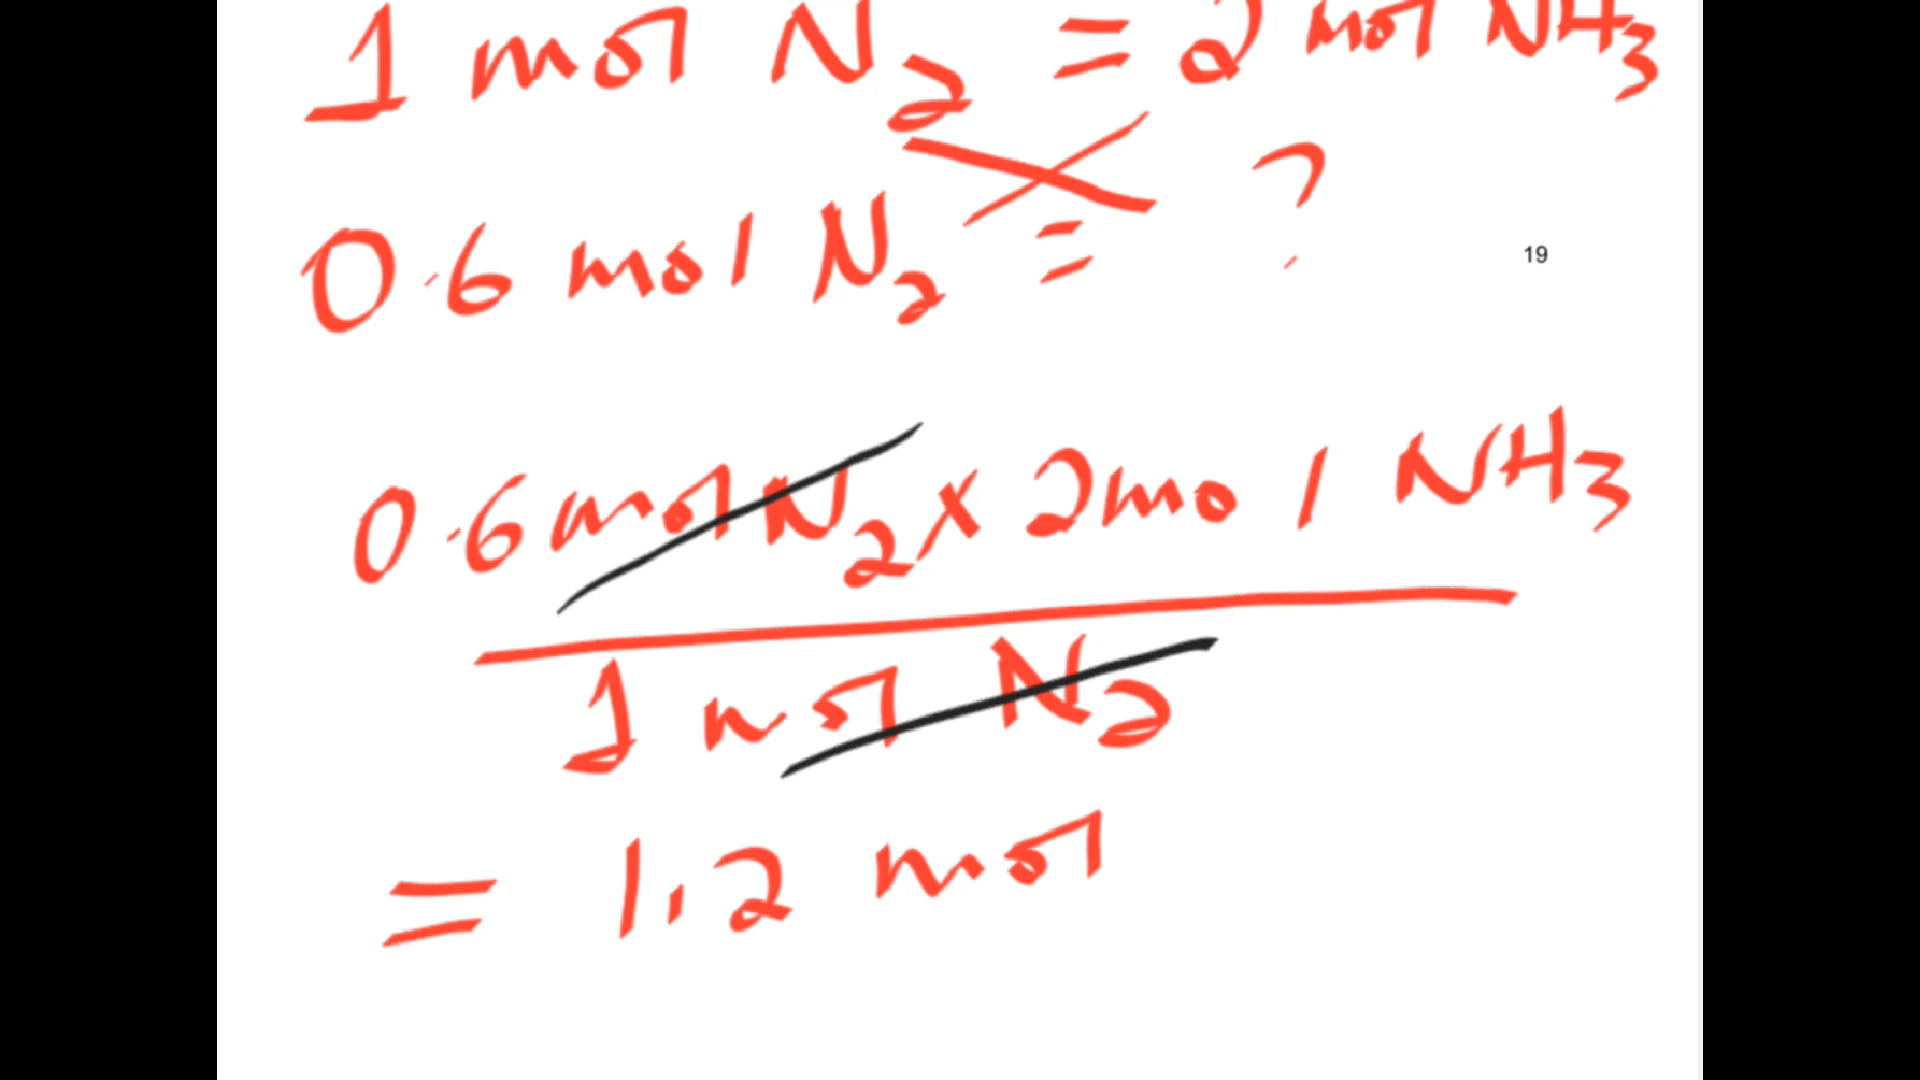 1 mol N₂ = 2 mol NH₃
0.6 mol N₂ = ?
19
0.6 mol N₂ x 2 mol NH₃
1 mol N₂
= 1.2 mol